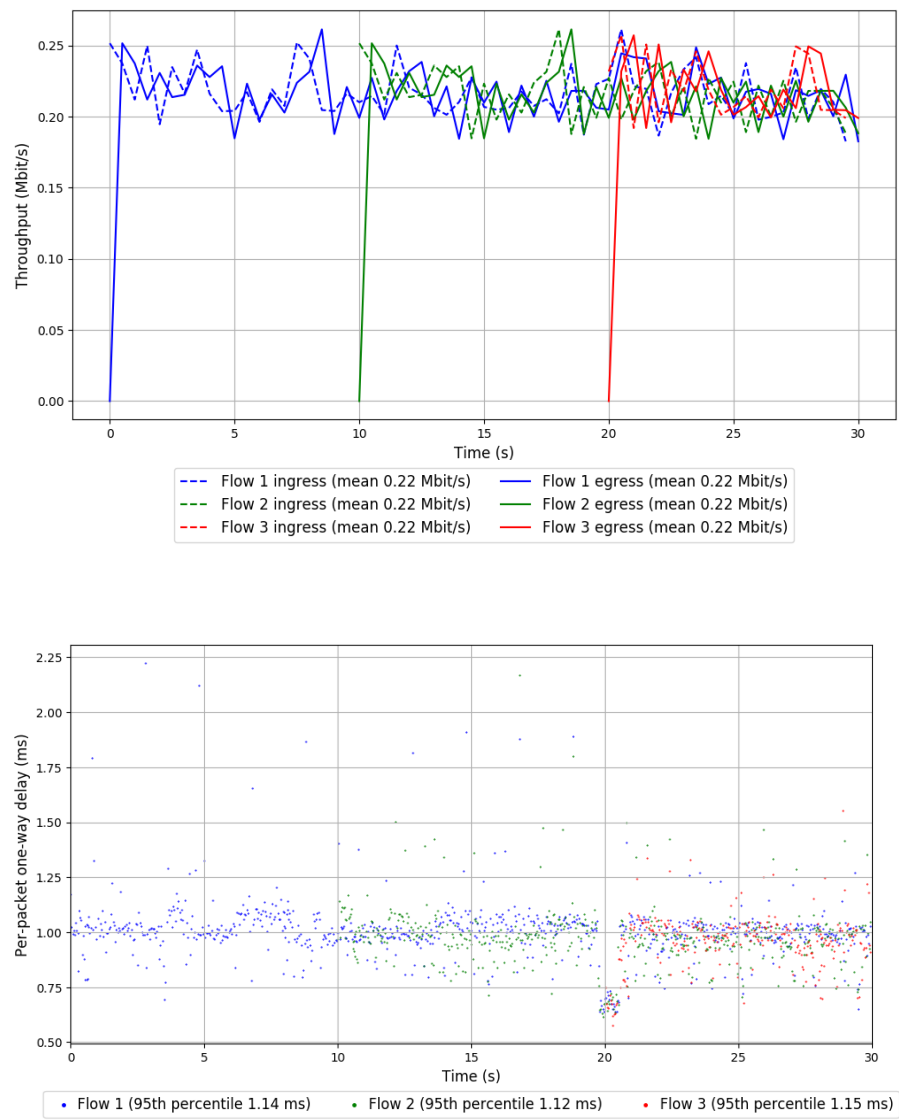 0.25
0.20
0.15
0.10
0.05
0.00
Throughput (Mbit/s)
0 5 10 15 20 25 30
Time (s)
Flow 1 ingress (mean 0.22 Mbit/s) Flow 1 egress (mean 0.22 Mbit/s)
Flow 2 ingress (mean 0.22 Mbit/s) Flow 2 egress (mean 0.22 Mbit/s)
Flow 3 ingress (mean 0.22 Mbit/s) Flow 3 egress (mean 0.22 Mbit/s)
2.25
2.00
1.75
1.50
1.25
1.00
0.75
0.50
Per-packet one-way delay (ms)
0 5 10 15 20 25 30
Time (s)
Flow 1 (95th percentile 1.14 ms) Flow 2 (95th percentile 1.12 ms) Flow 3 (95th percentile 1.15 ms)